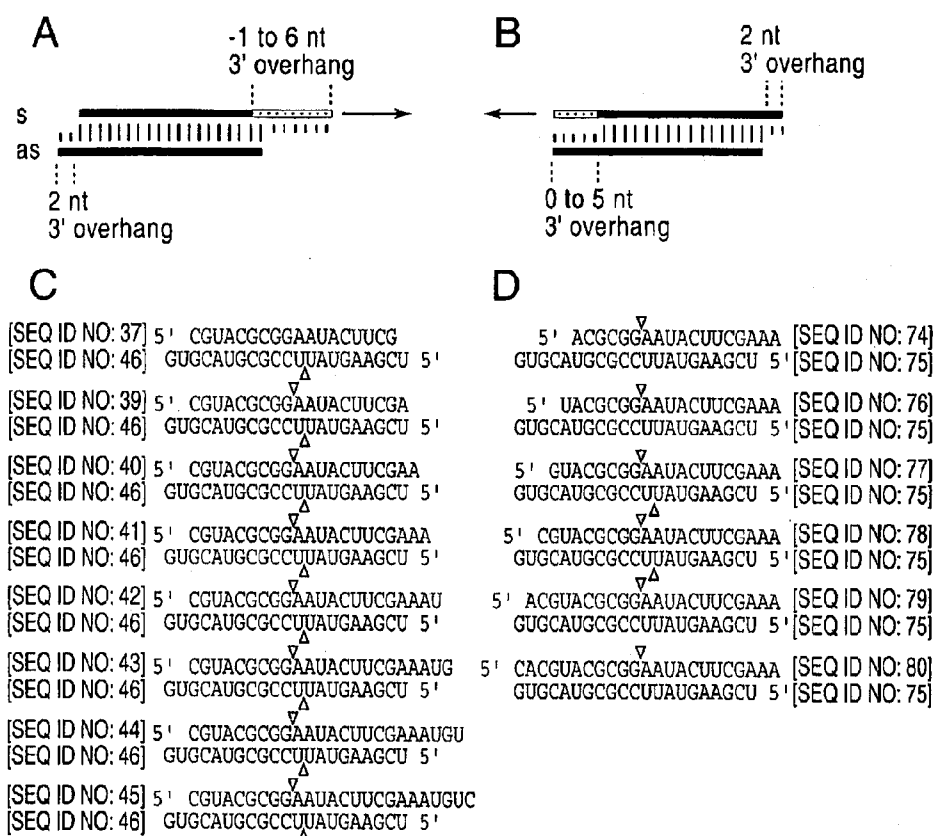 A
-1 to 6 nt
3' overhang
s
as
2 nt
3' overhang
B
2 nt
3' overhang
0 to 5 nt
3' overhang
C
[SEQ ID NO: 37] 5' CGUACGCGGAAUACUUCG
[SEQ ID NO: 46] GUGCAUGCGCCUUAUGAAGCU 5'
[SEQ ID NO: 39] 5' CGUACGCGGAAUACUUCGA
[SEQ ID NO: 46] GUGCAUGCGCCUUAUGAAGCU 5'
[SEQ ID NO: 40] 5' CGUACGCGGAAUACUUCGAA
[SEQ ID NO: 46] GUGCAUGCGCCUUAUGAAGCU 5'
[SEQ ID NO: 41] 5' CGUACGCGGAAUACUUCGAAA
[SEQ ID NO: 46] GUGCAUGCGCCUUAUGAAGCU 5'
[SEQ ID NO: 42] 5' CGUACGCGGAAUACUUCGAAAU
[SEQ ID NO: 46] GUGCAUGCGCCUUAUGAAGCU 5'
[SEQ ID NO: 43] 5' CGUACGCGGAAUACUUCGAAAUG
[SEQ ID NO: 46] GUGCAUGCGCCUUAUGAAGCU 5'
[SEQ ID NO: 44] 5' CGUACGCGGAAUACUUCGAAAUGU
[SEQ ID NO: 46] GUGCAUGCGCCUUAUGAAGCU 5'
[SEQ ID NO: 45] 5' CGUACGCGGAAUACUUCGAAAUGUC
[SEQ ID NO: 46] GUGCAUGCGCCUUAUGAAGCU 5'
D
5' ACGCGGAAUACUUCGAAA [SEQ ID NO: 74]
GUGCAUGCGCCUUAUGAAGCU 5' [SEQ ID NO: 75]
5' UACGCGGAAUACUUCGAAA [SEQ ID NO: 76]
GUGCAUGCGCCUUAUGAAGCU 5' [SEQ ID NO: 75]
5' GUACGCGGAAUACUUCGAAA [SEQ ID NO: 77]
GUGCAUGCGCCUUAUGAAGCU 5' [SEQ ID NO: 75]
5' CGUACGCGGAAUACUUCGAAA [SEQ ID NO: 78]
GUGCAUGCGCCUUAUGAAGCU 5' [SEQ ID NO: 75]
5' ACGUACGCGGAAUACUUCGAAA [SEQ ID NO: 79]
GUGCAUGCGCCUUAUGAAGCU 5' [SEQ ID NO: 75]
5' CACGUACGCGGAAUACUUCGAAA [SEQ ID NO: 80]
GUGCAUGCGCCUUAUGAAGCU 5' [SEQ ID NO: 75]